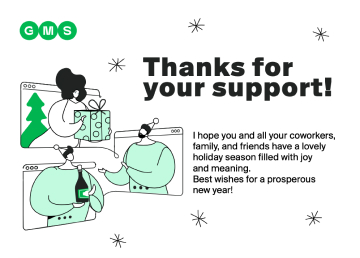 GMS
Thanks for
your support!
I hope you and all your coworkers,
family, and friends have a lovely
holiday season filled with joy
and meaning.
Best wishes for a prosperous
new year!